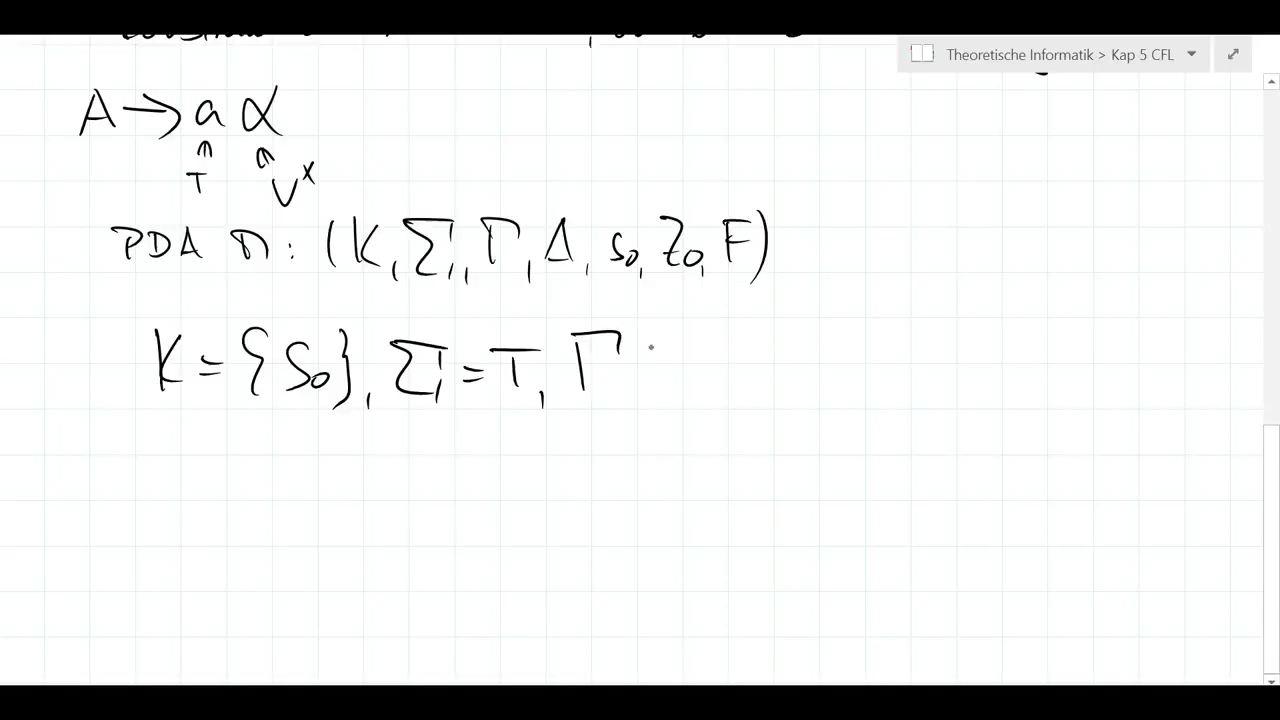 Theoretische Informatik > Kap 5 CFL
A → a α
↑ ↑
T V*
PDA M: (K, Σ, Γ, Δ, s₀, Z₀, F)
K = {s₀}, Σ = T, Γ